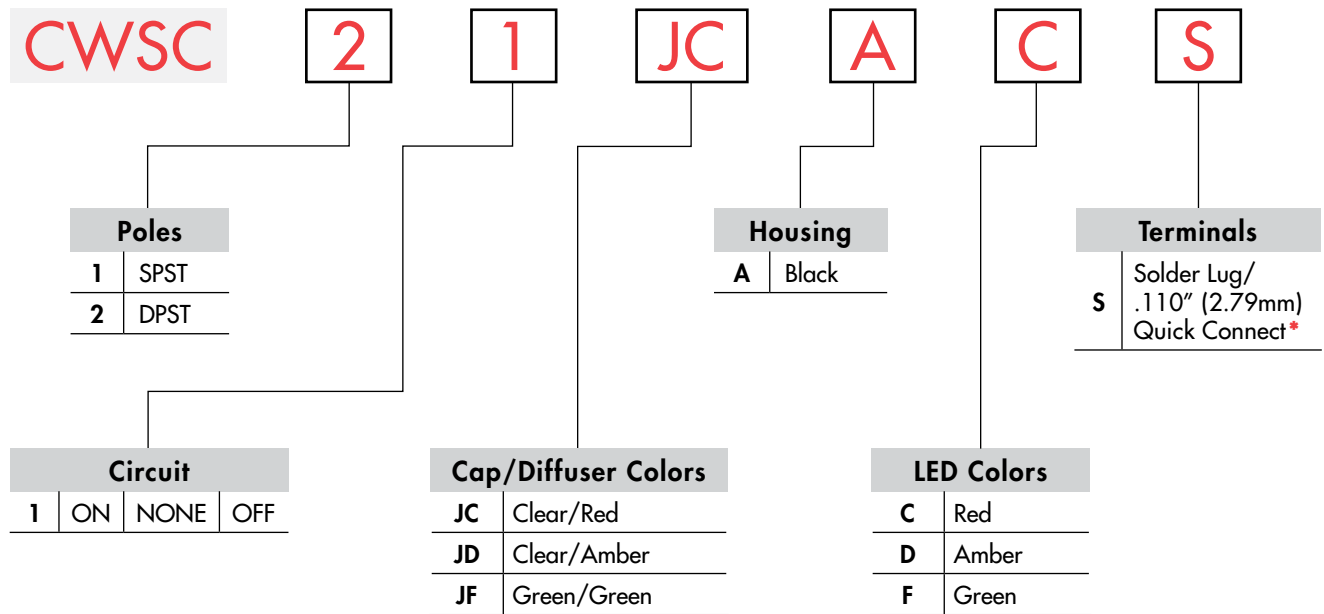 CWSC 2 1 JC A C S
Poles
1 SPST
2 DPST
Housing
A Black
Terminals
S Solder Lug/
.110″ (2.79mm)
Quick Connect*
Circuit
1 ON NONE OFF
Cap/Diffuser Colors
JC Clear/Red
JD Clear/Amber
JF Green/Green
LED Colors
C Red
D Amber
F Green